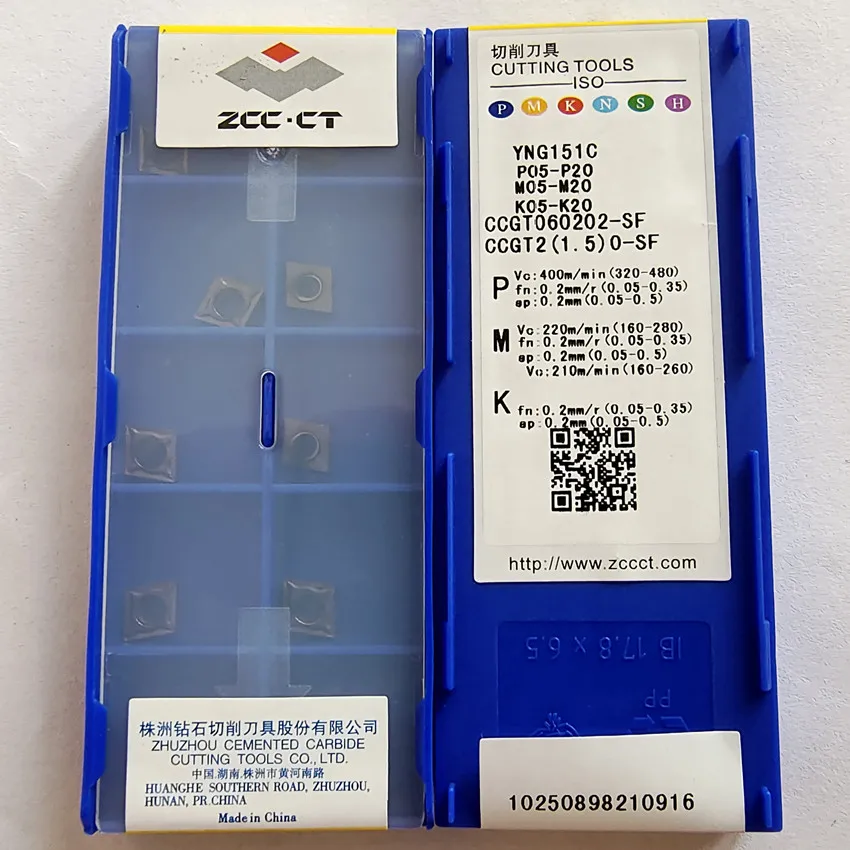 ZCC·CT
株洲钻石切削刀具股份有限公司
ZHUZHOU CEMENTED CARBIDE
CUTTING TOOLS CO., LTD.
中国.湖南.株洲市黄河南路
HUANGHE SOUTHERN ROAD, ZHUZHOU,
HUNAN, PR.CHINA
Made in China
切削刀具
CUTTING TOOLS
ISO
P M K N S H
YNG151C
P05-P20
M05-M20
K05-K20
CCGT060202-SF
CCGT2(1.5)0-SF
P
Vc:400m/min(320-480)
fn:0.2mm/r(0.05-0.35)
ap:0.2mm(0.05-0.5)
M
Vc:220m/min(160-280)
fn:0.2mm/r(0.05-0.35)
ap:0.2mm(0.05-0.5)
Vc:210m/min(160-260)
K
fn:0.2mm/r(0.05-0.35)
ap:0.2mm(0.05-0.5)
http://www.zccct.com
IB 17.8 x 6.5
PP
10250898210916